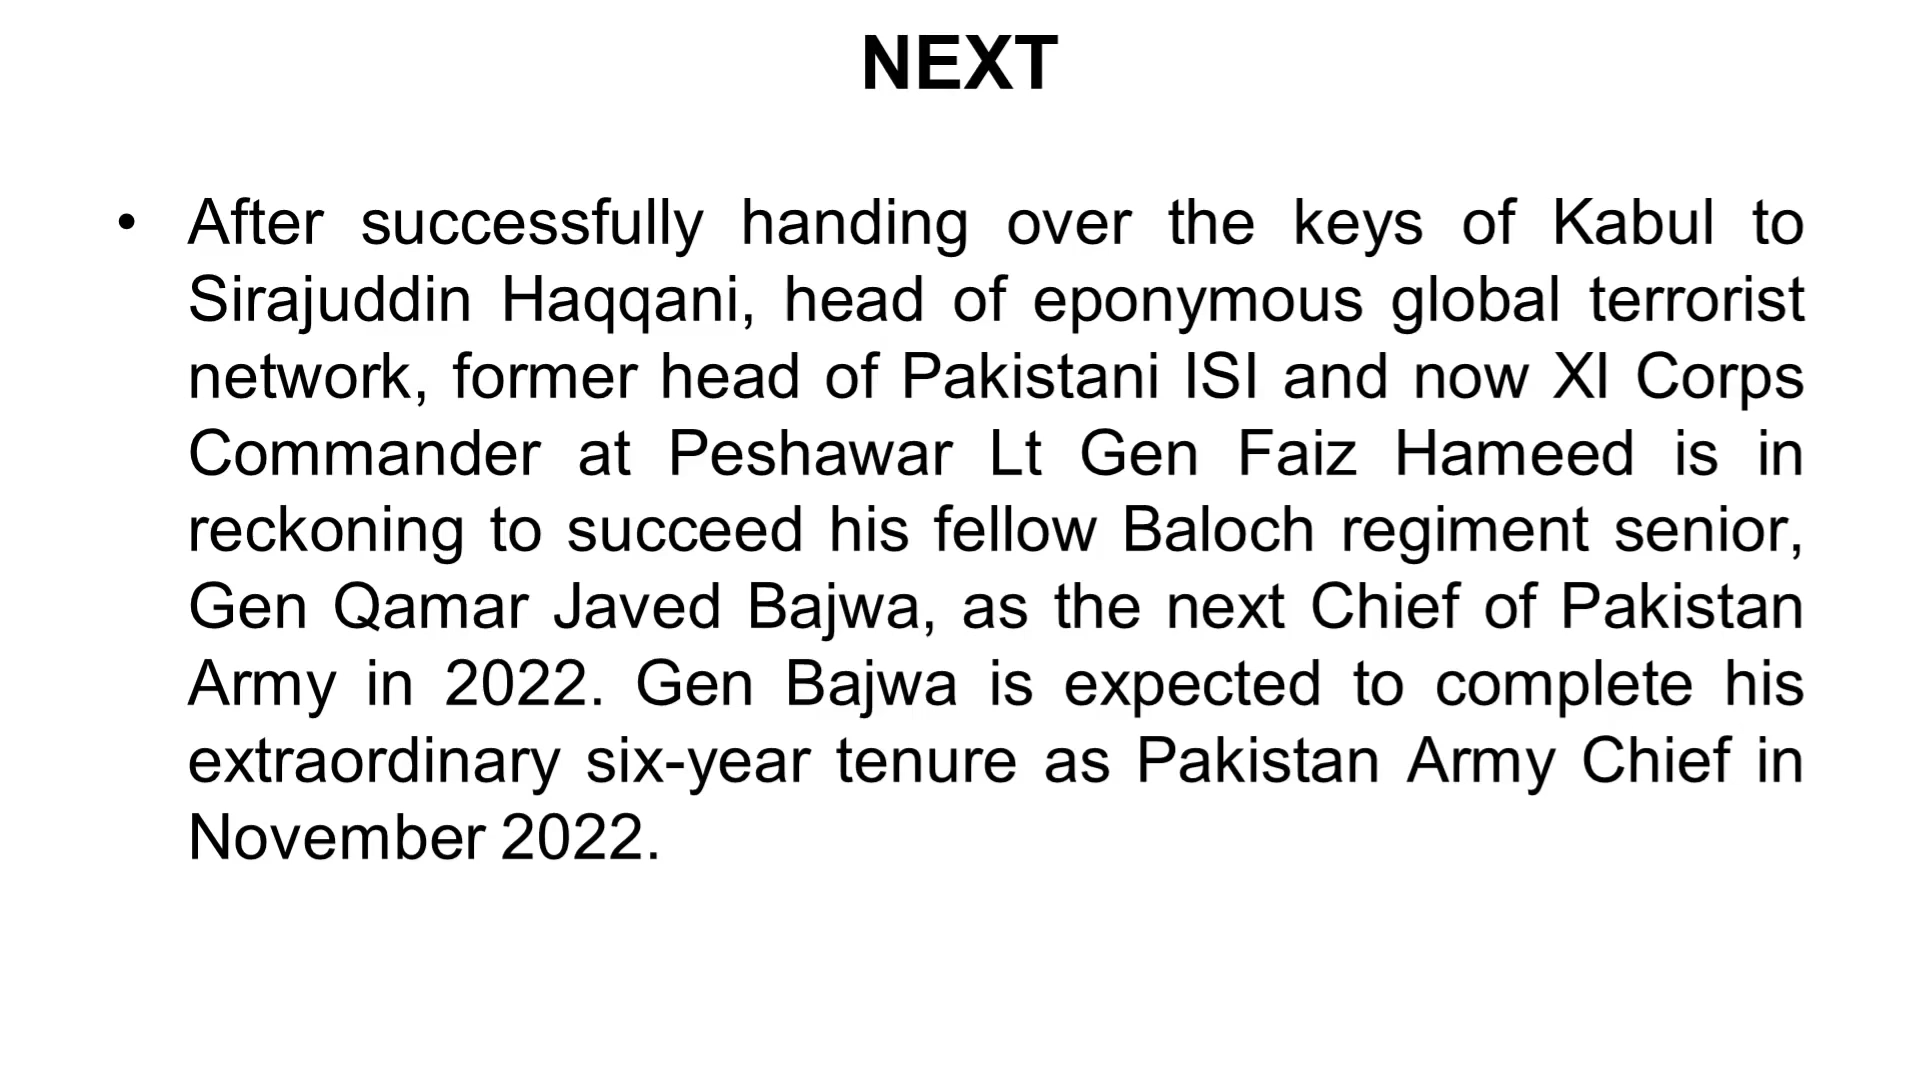 NEXT
• After successfully handing over the keys of Kabul to
Sirajuddin Haqqani, head of eponymous global terrorist
network, former head of Pakistani ISI and now XI Corps
Commander at Peshawar Lt Gen Faiz Hameed is in
reckoning to succeed his fellow Baloch regiment senior,
Gen Qamar Javed Bajwa, as the next Chief of Pakistan
Army in 2022. Gen Bajwa is expected to complete his
extraordinary six-year tenure as Pakistan Army Chief in
November 2022.